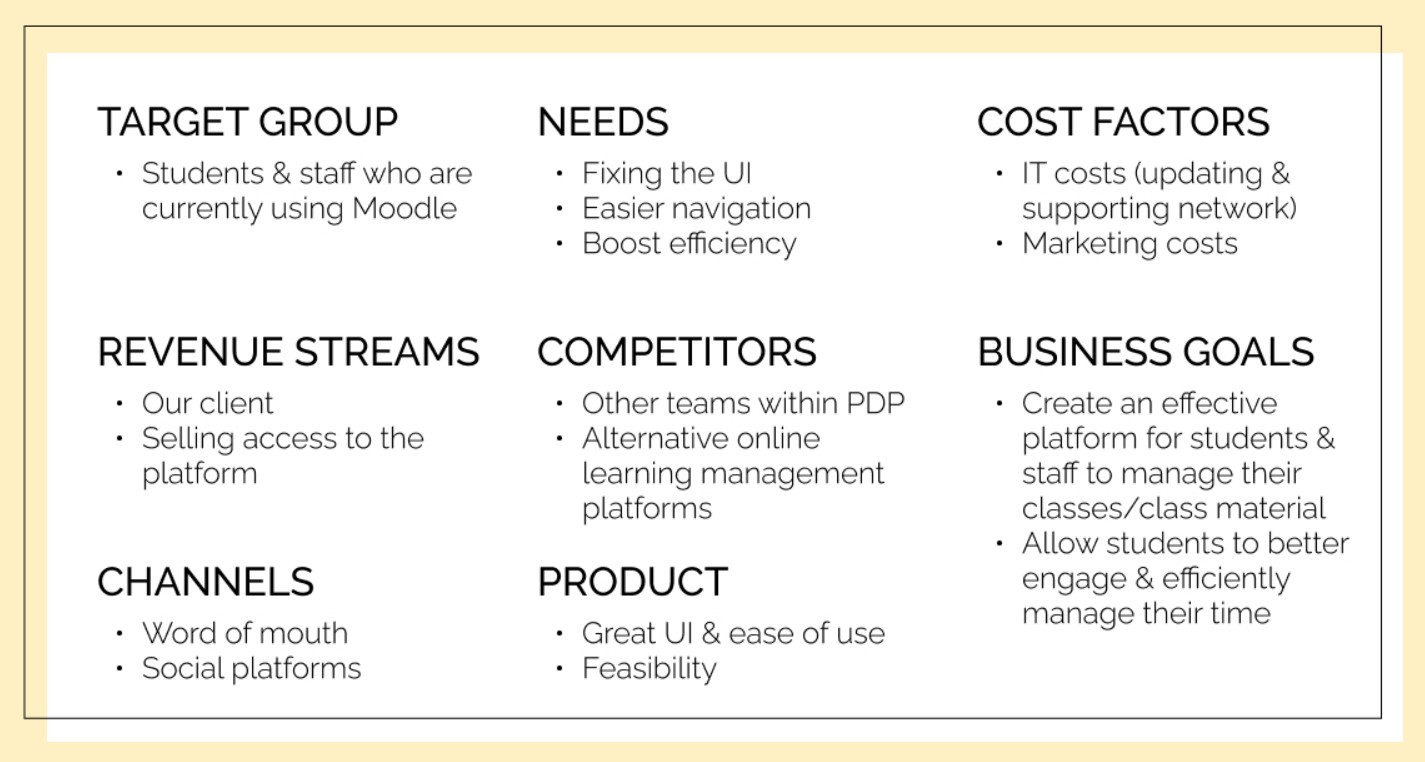 TARGET GROUP
• Students & staff who are
currently using Moodle
NEEDS
• Fixing the UI
• Easier navigation
• Boost efficiency
COST FACTORS
• IT costs (updating &
supporting network)
• Marketing costs
REVENUE STREAMS
• Our client
• Selling access to the
platform
COMPETITORS
• Other teams within PDP
• Alternative online
learning management
platforms
BUSINESS GOALS
• Create an effective
platform for students &
staff to manage their
classes/class material
• Allow students to better
engage & efficiently
manage their time
CHANNELS
• Word of mouth
• Social platforms
PRODUCT
• Great UI & ease of use
• Feasibility